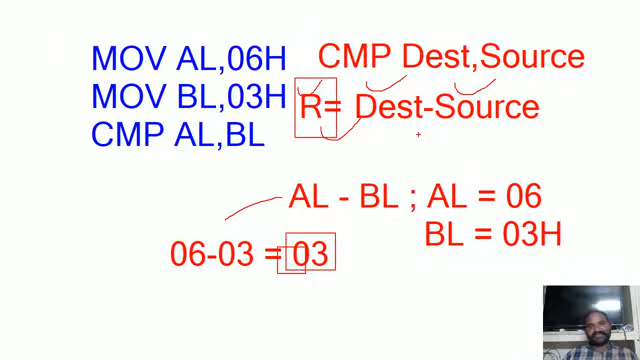 MOV AL,06H
MOV BL,03H
CMP AL,BL
CMP Dest,Source
R= Dest-Source
AL - BL ; AL = 06
BL = 03H
06-03 = 03